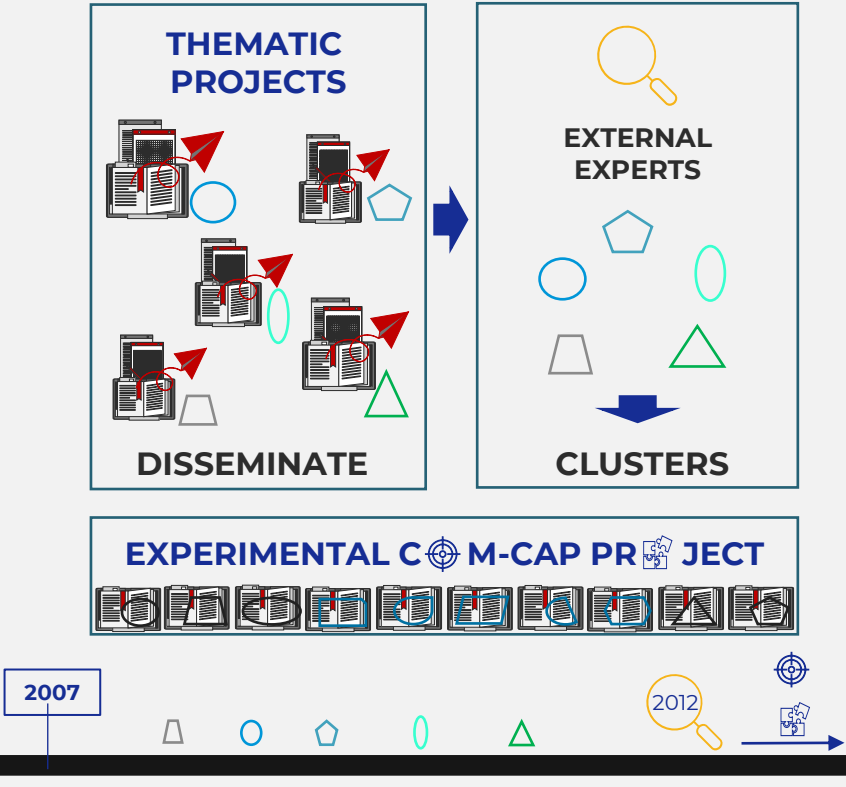 THEMATIC
PROJECTS
DISSEMINATE
EXTERNAL
EXPERTS
CLUSTERS
EXPERIMENTAL C M-CAP PR JECT
2007
2012